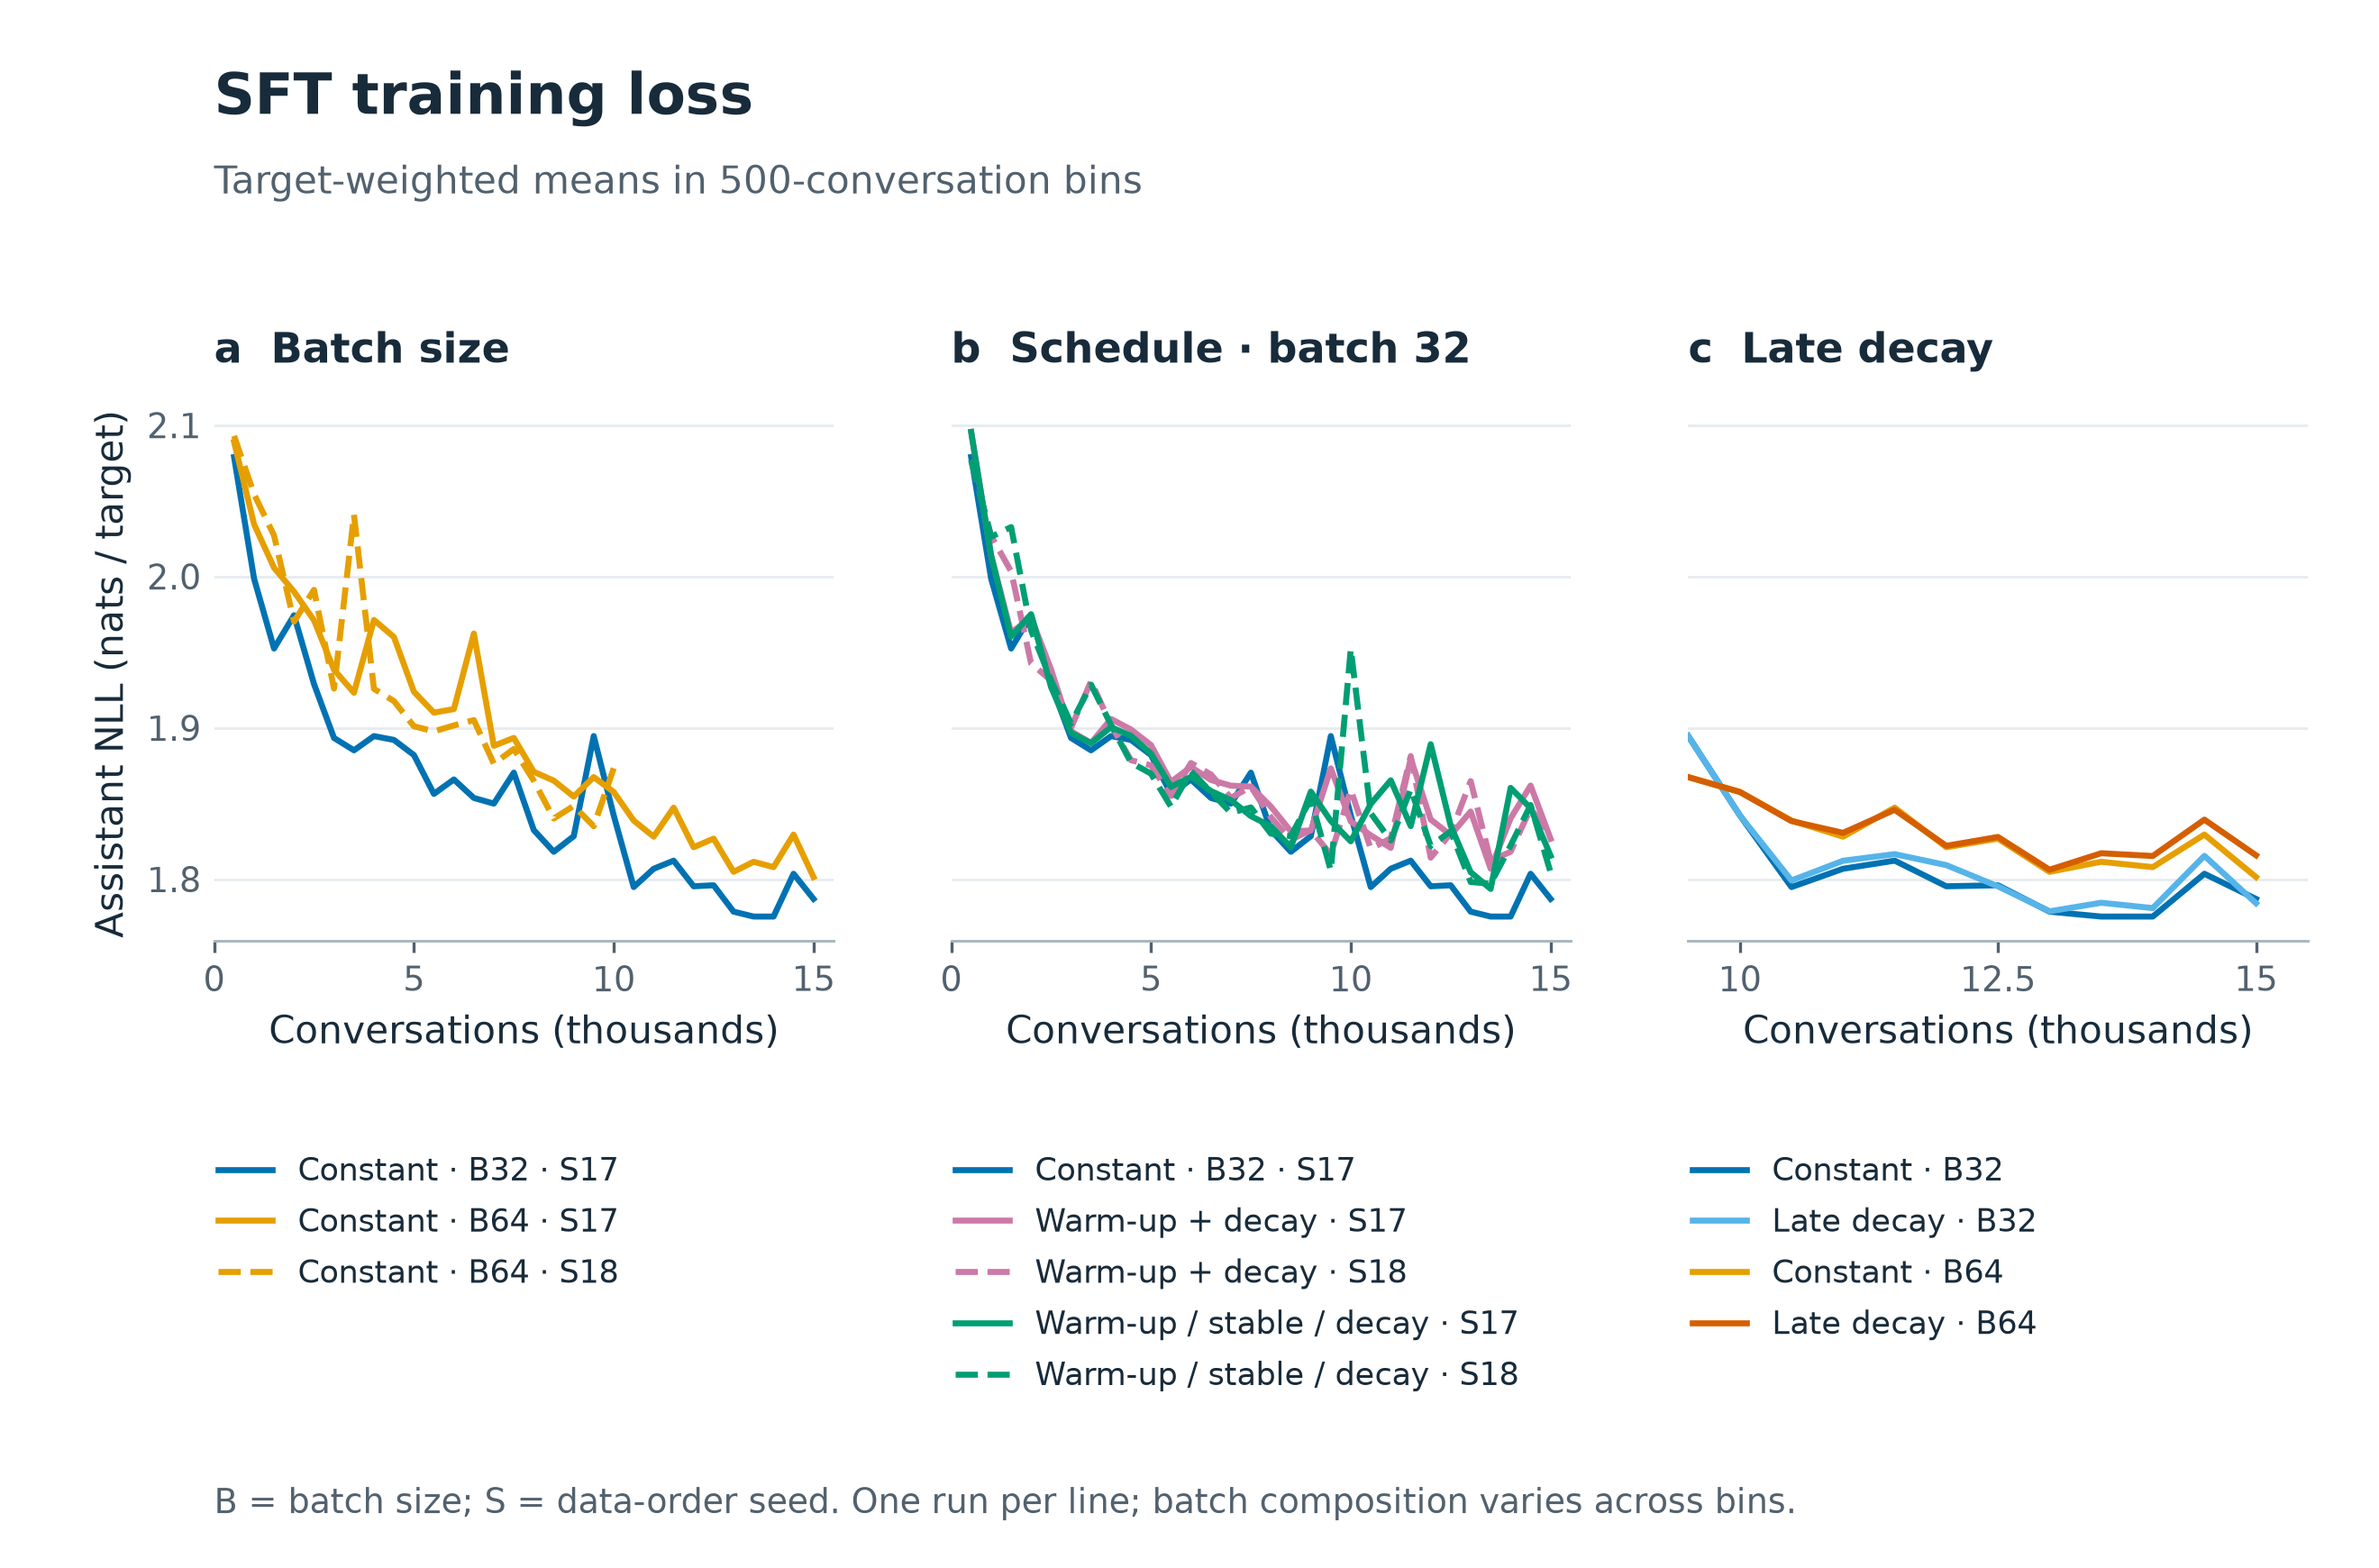 SFT training loss
Target-weighted means in 500-conversation bins
a Batch size
b Schedule · batch 32
c Late decay
Assistant NLL (nats / target)
2.1
2.0
1.9
1.8
0 5 10 15
0 5 10 15
10 12.5 15
Conversations (thousands)
Conversations (thousands)
Conversations (thousands)
Constant · B32 · S17
Constant · B64 · S17
Constant · B64 · S18
Constant · B32 · S17
Warm-up + decay · S17
Warm-up + decay · S18
Warm-up / stable / decay · S17
Warm-up / stable / decay · S18
Constant · B32
Late decay · B32
Constant · B64
Late decay · B64
B = batch size; S = data-order seed. One run per line; batch composition varies across bins.